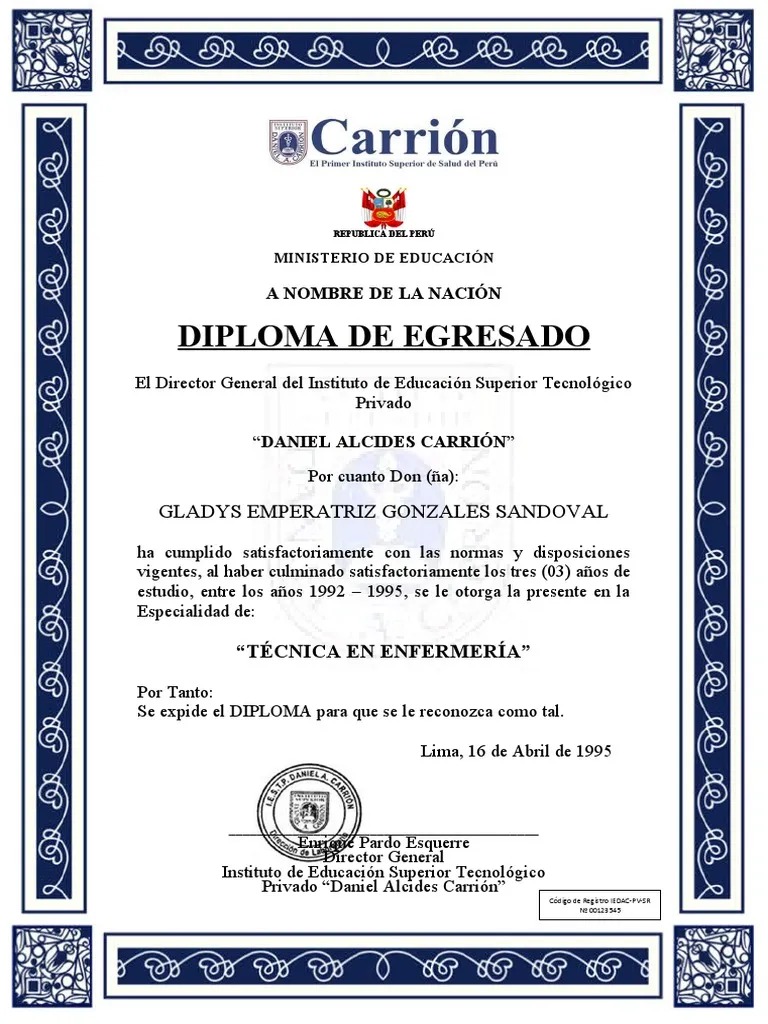 Carrión
El Primer Instituto Superior de Salud del Perú
REPUBLICA DEL PERÚ
MINISTERIO DE EDUCACIÓN
A NOMBRE DE LA NACIÓN
DIPLOMA DE EGRESADO
El Director General del Instituto de Educación Superior Tecnológico
Privado
“DANIEL ALCIDES CARRIÓN”
Por cuanto Don (ña):
GLADYS EMPERATRIZ GONZALES SANDOVAL
ha cumplido satisfactoriamente con las normas y disposiciones
vigentes, al haber culminado satisfactoriamente los tres (03) años de
estudio, entre los años 1992 – 1995, se le otorga la presente en la
Especialidad de:
“TÉCNICA EN ENFERMERÍA”
Por Tanto:
Se expide el DIPLOMA para que se le reconozca como tal.
Lima, 16 de Abril de 1995
I.E.S.T.P. DANIEL A. CARRIÓN
Dirección de
Enrique Pardo Esquerre
Director General
Instituto de Educación Superior Tecnológico
Privado “Daniel Alcides Carrión”
Código de Registro IEDAC-PV-SR
Nº 00123545